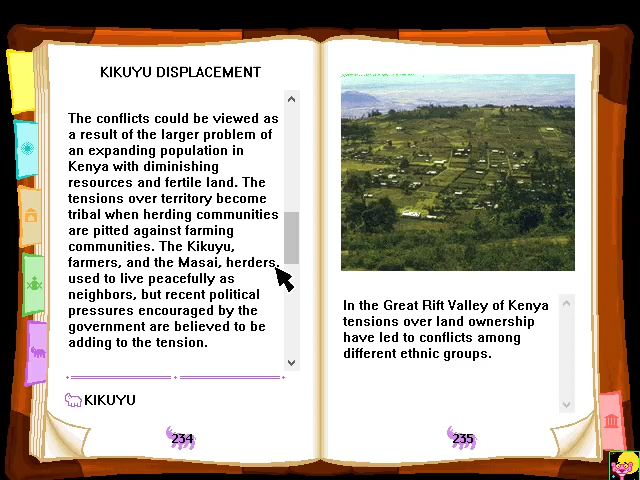 KIKUYU DISPLACEMENT
The conflicts could be viewed as
a result of the larger problem of
an expanding population in
Kenya with diminishing
resources and fertile land. The
tensions over territory become
tribal when herding communities
are pitted against farming
communities. The Kikuyu,
farmers, and the Masai, herders,
used to live peacefully as
neighbors, but recent political
pressures encouraged by the
government are believed to be
adding to the tension.
KIKUYU
234
In the Great Rift Valley of Kenya
tensions over land ownership
have led to conflicts among
different ethnic groups.
235